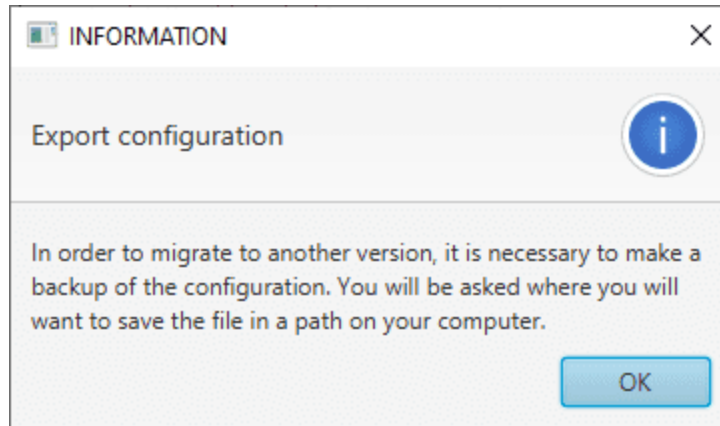 INFORMATION
Export configuration
i
In order to migrate to another version, it is necessary to make a
backup of the configuration. You will be asked where you will
want to save the file in a path on your computer.
OK